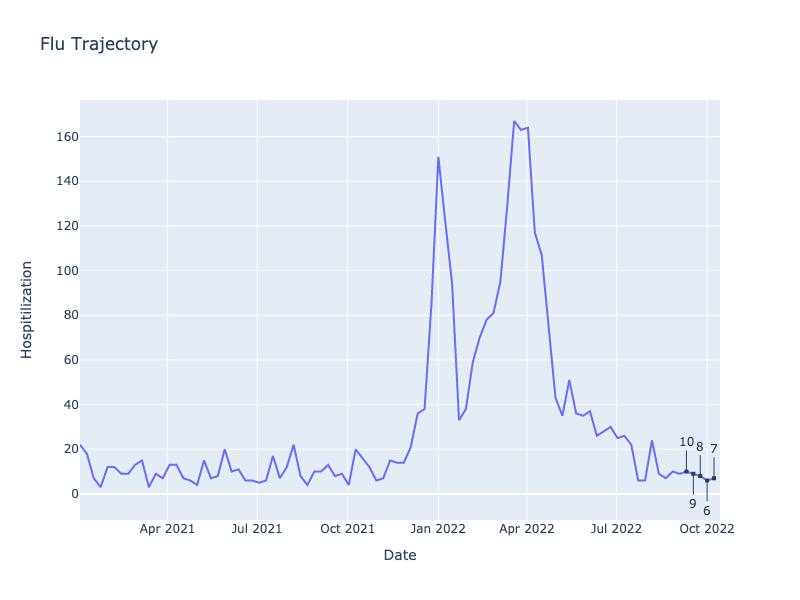 Flu Trajectory
Hospitilization
160
140
120
100
80
60
40
20
0
10
8
7
9
6
Apr 2021
Jul 2021
Oct 2021
Jan 2022
Apr 2022
Jul 2022
Oct 2022
Date